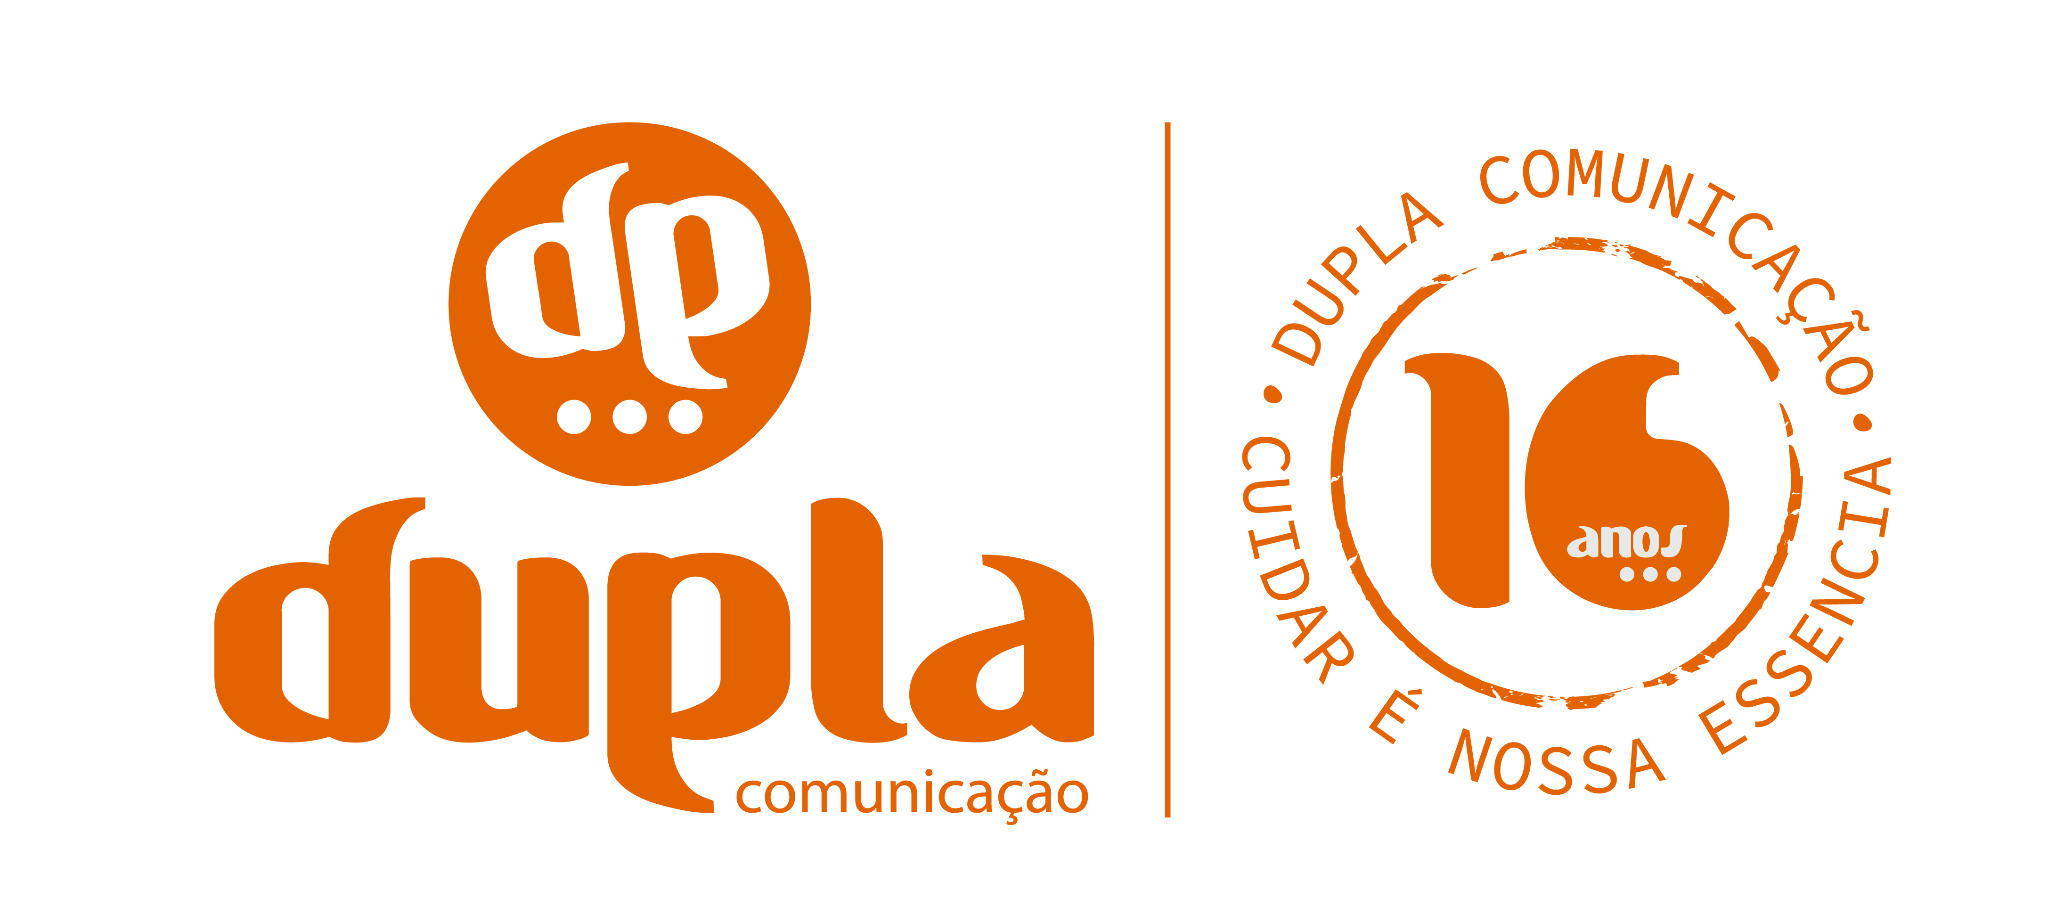 dp
dupla
comunicação
• DUPLA COMUNICAÇÃO •
CUIDAR É NOSSA ESSENCIA
16
anos